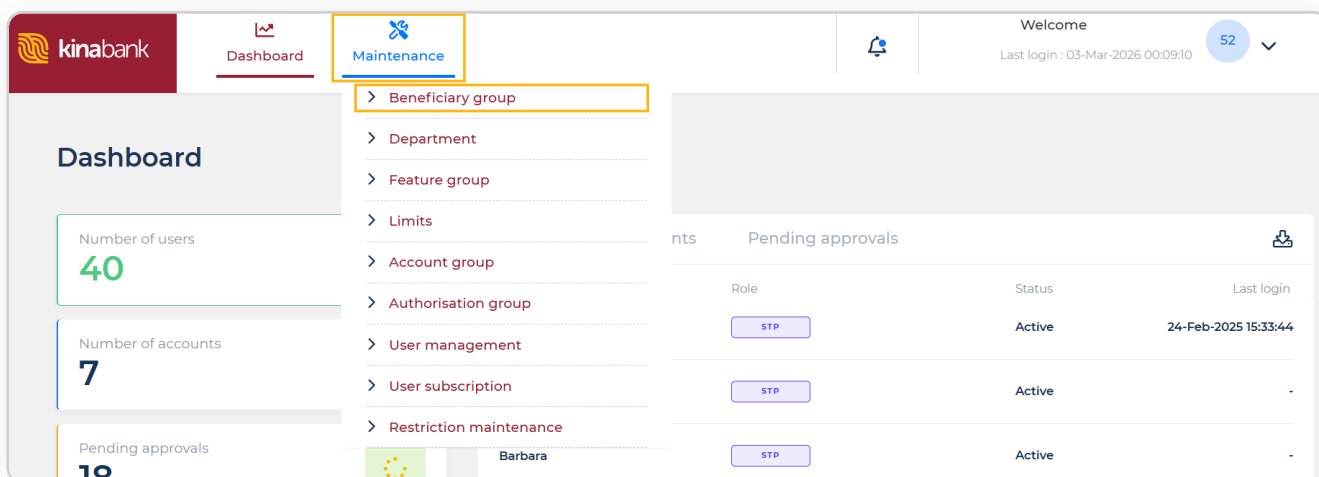 kinabank
Dashboard
Maintenance
Welcome
Last login : 03-Mar-2026 00:09:10
52
Beneficiary group
Department
Feature group
Limits
Account group
Authorisation group
User management
User subscription
Restriction maintenance
Dashboard
Number of users
40
Number of accounts
7
Pending approvals
18
nts Pending approvals
Role Status Last login
STP Active 24-Feb-2025 15:33:44
STP Active -
Barbara STP Active -